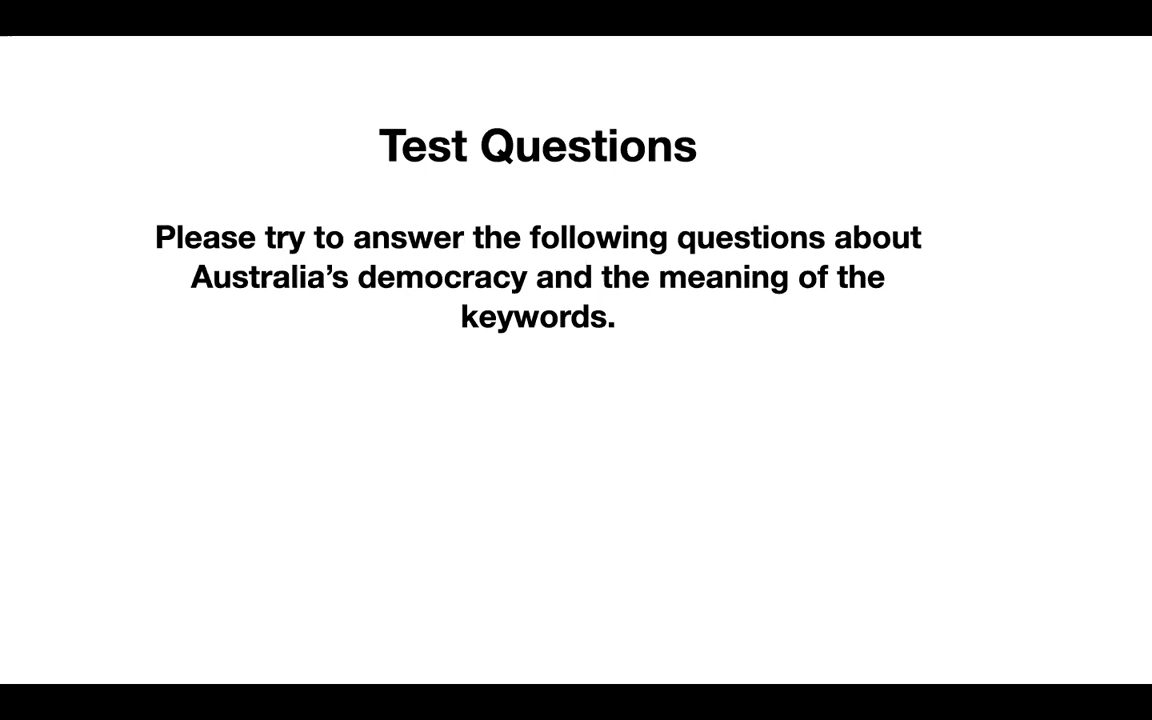 Test Questions
Please try to answer the following questions about
Australia’s democracy and the meaning of the
keywords.